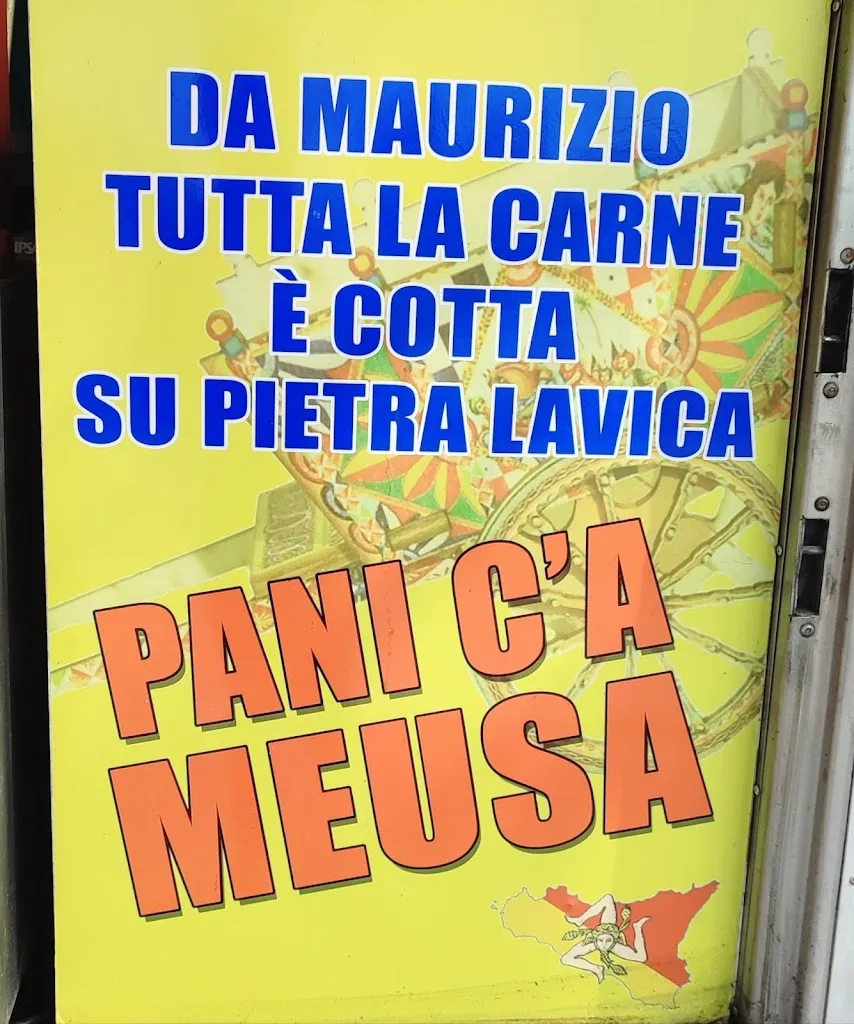 DA MAURIZIO
TUTTA LA CARNE
È COTTA
SU PIETRA LAVICA
PANI C'A
MEUSA